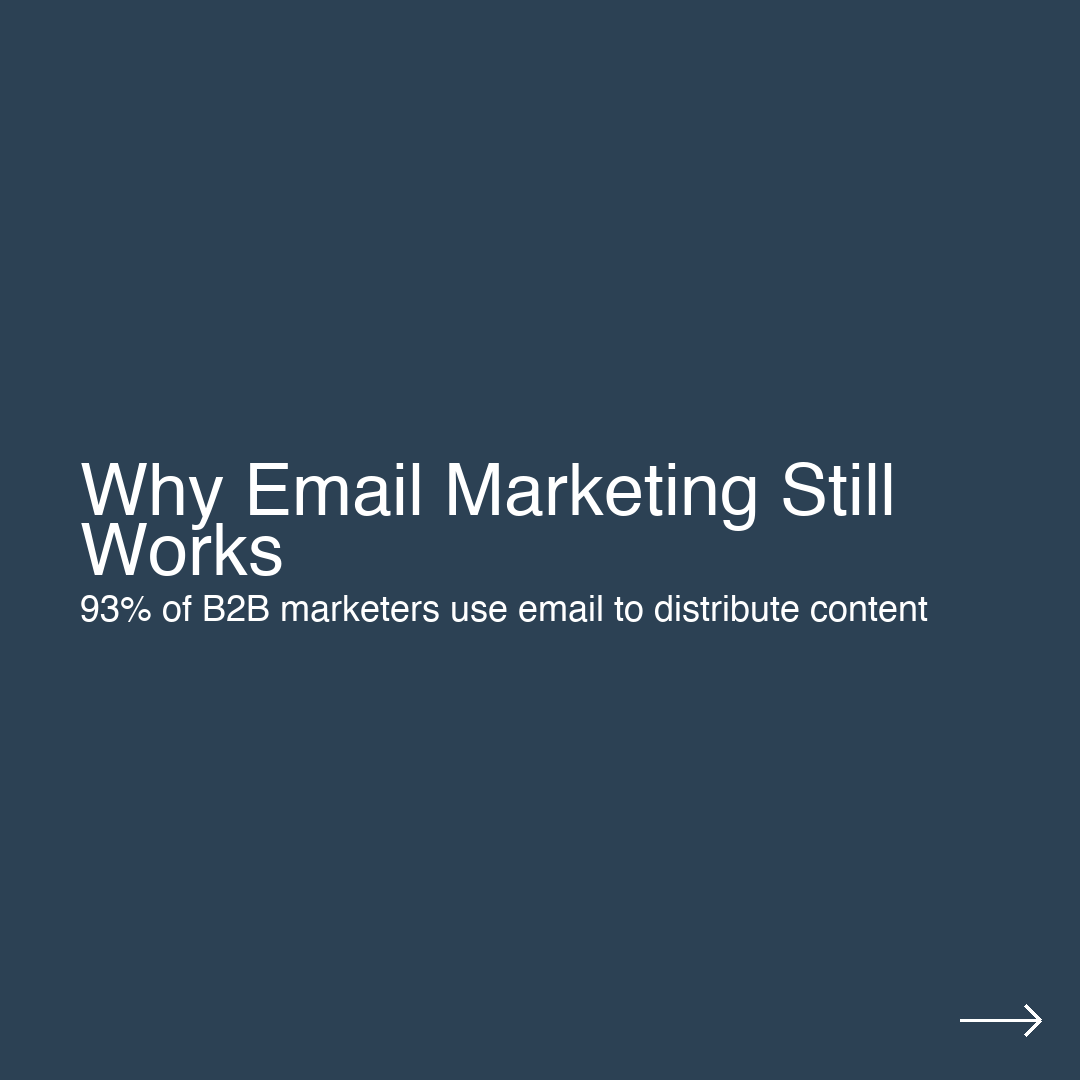 Why Email Marketing Still
Works
93% of B2B marketers use email to distribute content